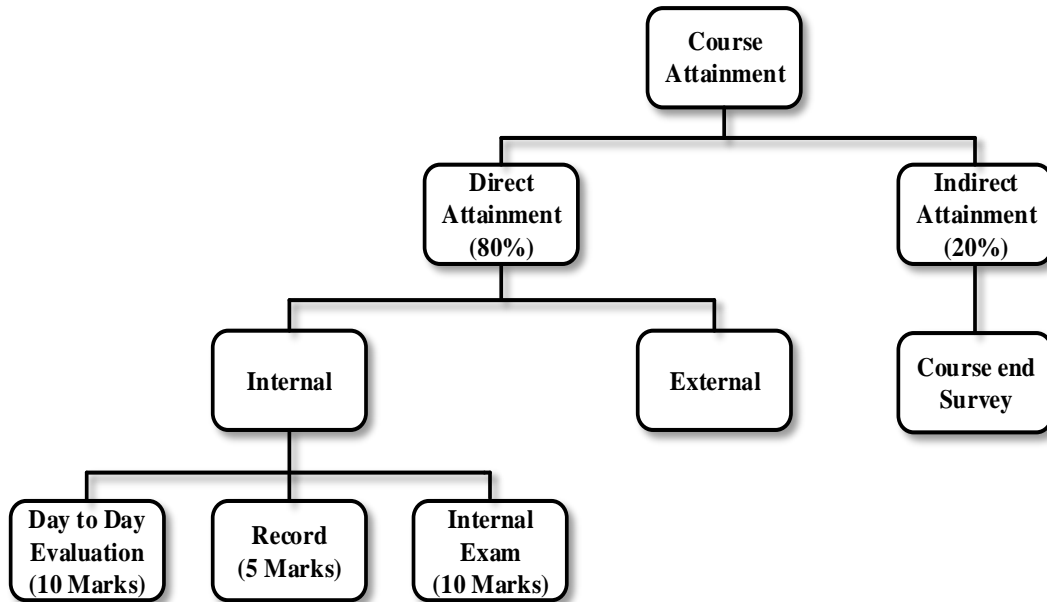 Course
Attainment
Direct
Attainment
(80%)
Indirect
Attainment
(20%)
Internal
External
Course end
Survey
Day to Day
Evaluation
(10 Marks)
Record
(5 Marks)
Internal
Exam
(10 Marks)